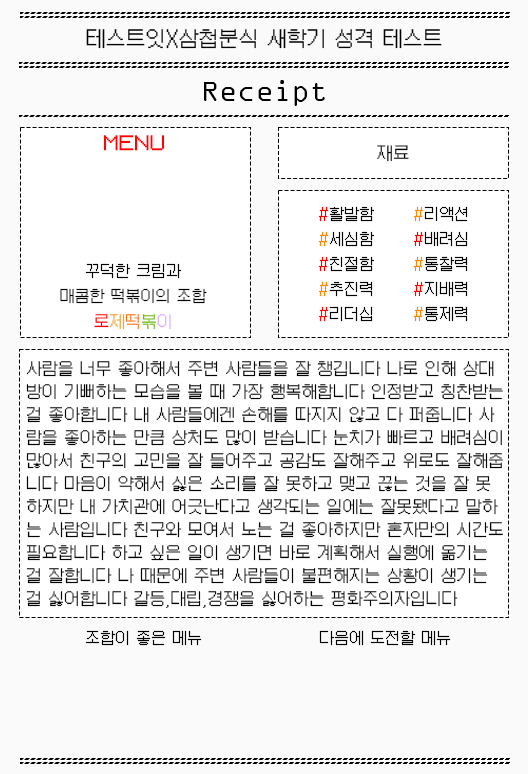 테스트잇X삼첩분식 새학기 성격 테스트
Receipt
MENU
꾸덕한 크림과
매콤한 떡볶이의 조합
로제떡볶이
재료
#활발함 #리액션
#세심함 #배려심
#친절함 #통찰력
#추진력 #지배력
#리더십 #통제력
사람을 너무 좋아해서 주변 사람들을 잘 챙깁니다 나로 인해 상대
방이 기뻐하는 모습을 볼 때 가장 행복해합니다 인정받고 칭찬받는
걸 좋아합니다 내 사람들에겐 손해를 따지지 않고 다 퍼줍니다 사
람을 좋아하는 만큼 상처도 많이 받습니다 눈치가 빠르고 배려심이
많아서 친구의 고민을 잘 들어주고 공감도 잘해주고 위로도 잘해줍
니다 마음이 약해서 싫은 소리를 잘 못하고 맺고 끊는 것을 잘 못
하지만 내 가치관에 어긋난다고 생각되는 일에는 잘못됐다고 말하
는 사람입니다 친구와 모여서 노는 걸 좋아하지만 혼자만의 시간도
필요합니다 하고 싶은 일이 생기면 바로 계획해서 실행에 옮기는
걸 잘합니다 나 때문에 주변 사람들이 불편해지는 상황이 생기는
걸 싫어합니다 갈등,대립,경쟁을 싫어하는 평화주의자입니다
조합이 좋은 메뉴
다음에 도전할 메뉴